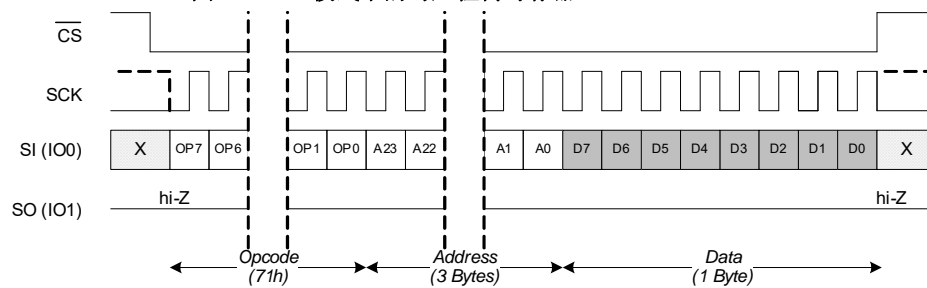 CS
SCK
SI (IO0) X OP7 OP6 OP1 OP0 A23 A22 A1 A0 D7 D6 D5 D4 D3 D2 D1 D0 X
hi-Z hi-Z
SO (IO1)
Opcode Address Data
(71h) (3 Bytes) (1 Byte)